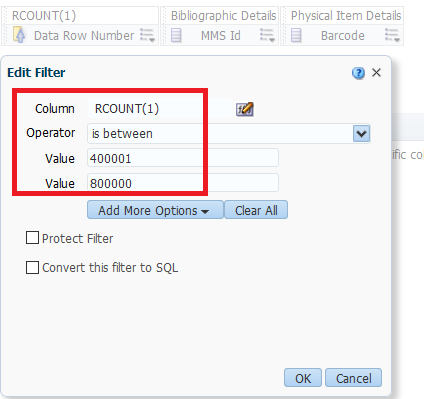 RCOUNT(1) Bibliographic Details Physical Item Details
Data Row Number MMS Id Barcode
Edit Filter
ific co
Column RCOUNT(1)
Operator is between
Value 400001
Value 800000
Add More Options Clear All
Protect Filter
Convert this filter to SQL
OK Cancel